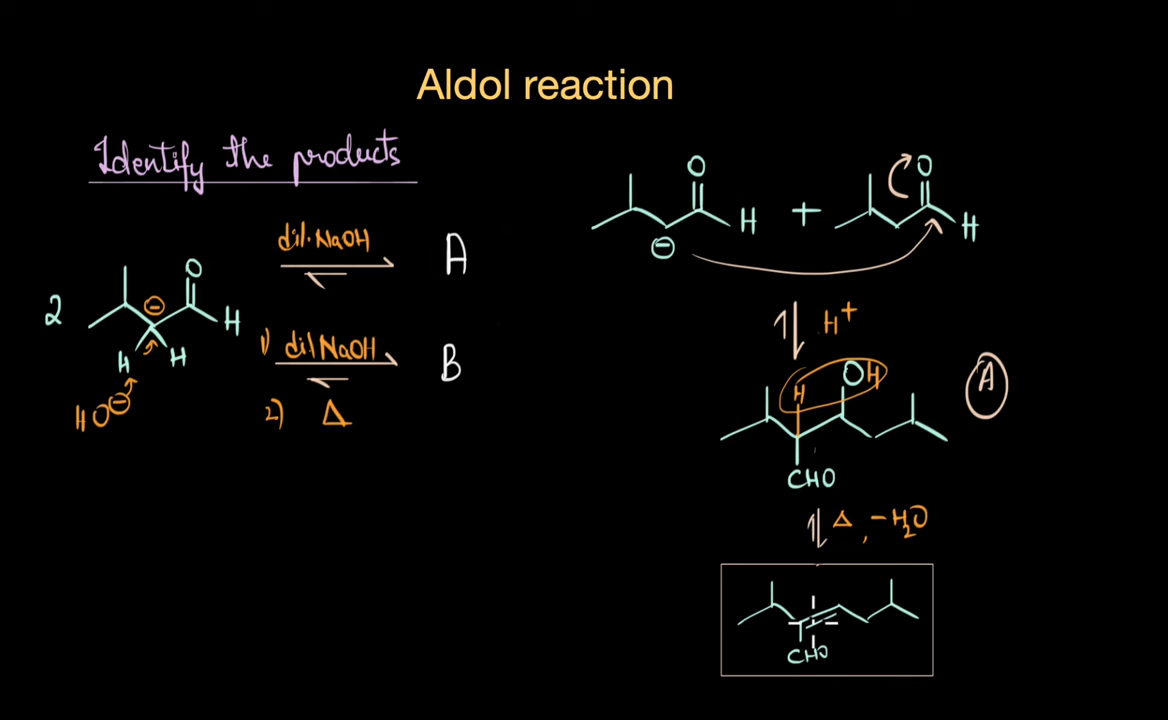 Aldol reaction
Identify the products
dil. NaOH
A
2
O
H
⊖
H H
HO⊖
1) dil NaOH
B
2) Δ
O
H
⊖
+
O
H
H+
H
OH
CHO
A
Δ, -H₂O
CHO